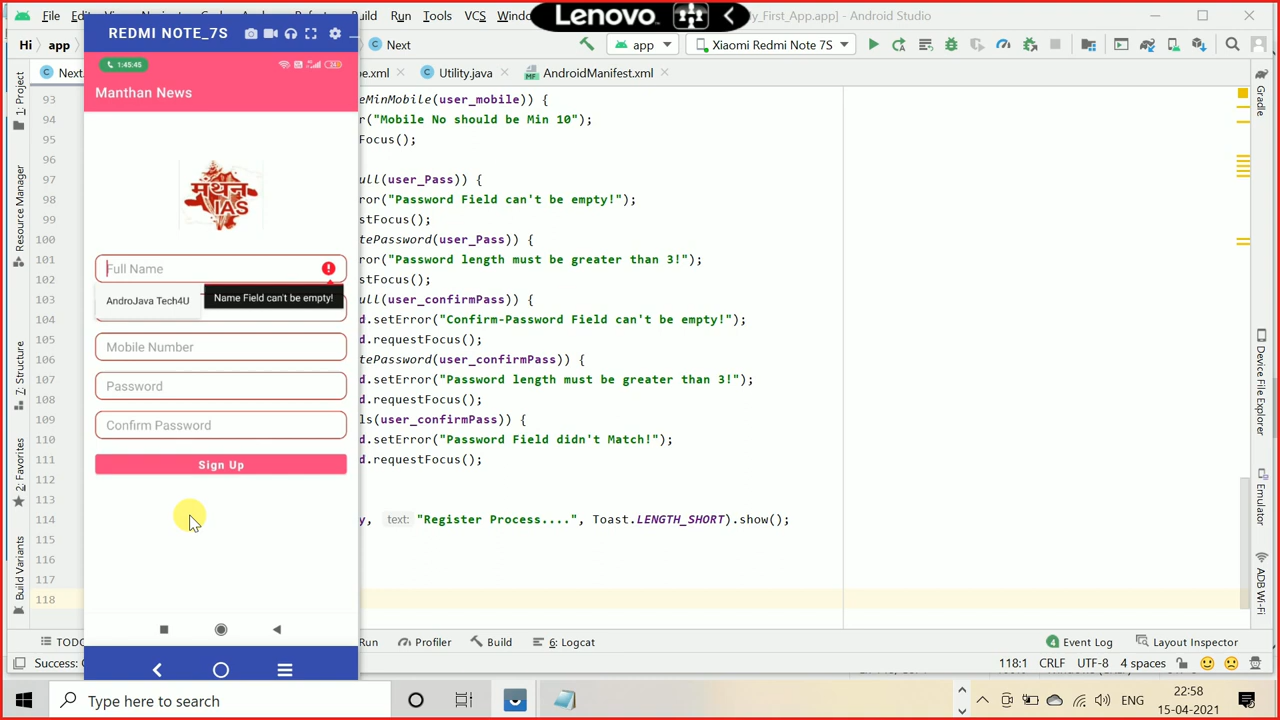 File Ed
uild Run Tools VCS Windo
Lenovo
y_First_App.app] - Android Studio
Hi app
Next
app
Xiaomi Redmi Note 7S
Next.
e.xml
Utility.java
AndroidManifest.xml
REDMI NOTE_7S
1:45:45
Manthan News
मंथन
IAS
Full Name
AndroJava Tech4U
Name Field can't be empty!
Mobile Number
Password
Confirm Password
Sign Up
1: Project
Resource Manager
7: Structure
2: Favorites
Build Variants
93 eMinMobile(user_mobile)) {
94 r("Mobile No should be Min 10");
95 Focus();
96
97 ull(user_Pass)) {
98 ror("Password Field can't be empty!");
99 stFocus();
100 tePassword(user_Pass)) {
101 ror("Password length must be greater than 3!");
102 stFocus();
103 ull(user_confirmPass)) {
104 d.setError("Confirm-Password Field can't be empty!");
105 d.requestFocus();
106 tePassword(user_confirmPass)) {
107 d.setError("Password length must be greater than 3!");
108 d.requestFocus();
109 ls(user_confirmPass)) {
110 d.setError("Password Field didn't Match!");
111 d.requestFocus();
112
113
114 y, text: "Register Process....", Toast.LENGTH_SHORT).show();
115
116
117
118
Gradle
Device File Explorer
Emulator
ADB Wi-Fi
TODO
Run
Profiler
Build
6: Logcat
4 Event Log
Layout Inspector
Success:
118:1 CRLF UTF-8 4 spaces
Type here to search
ENG
22:58
15-04-2021